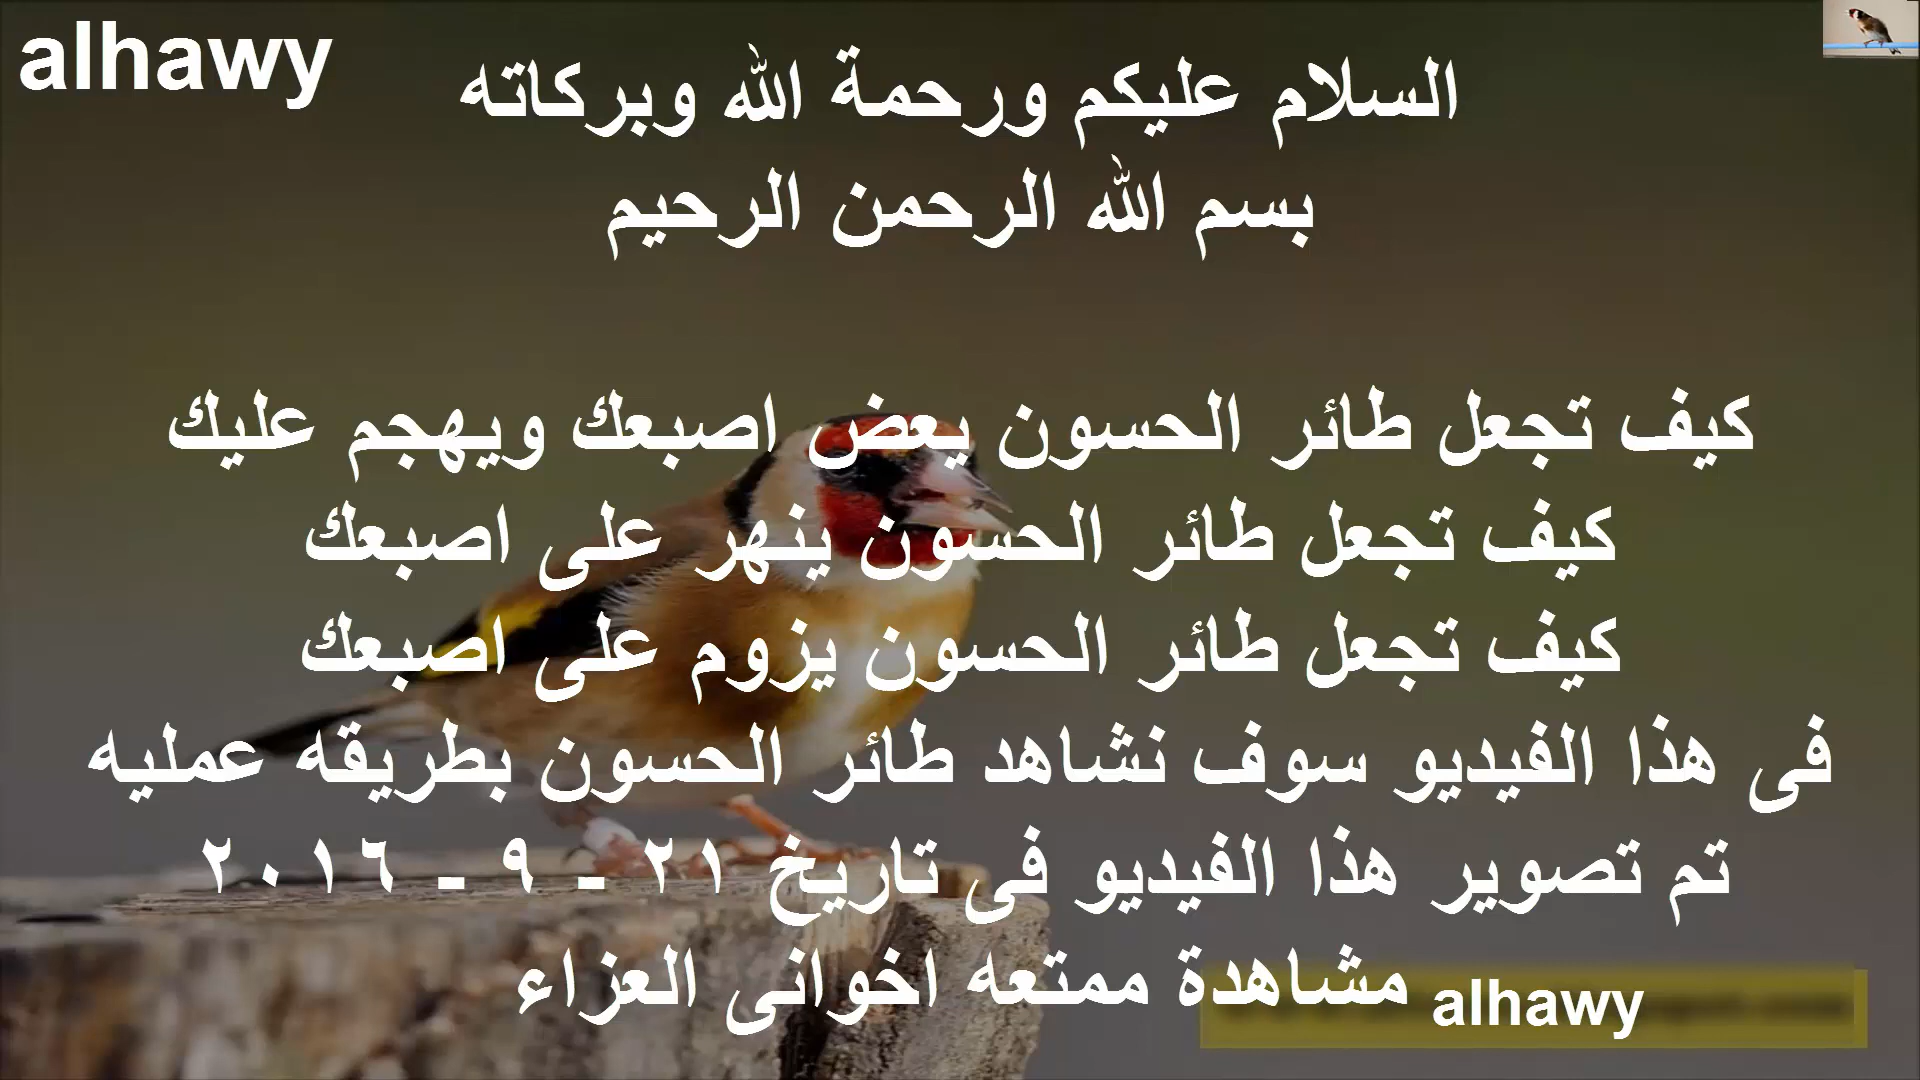 alhawy
السلام عليكم ورحمة الله وبركاته
بسم الله الرحمن الرحيم
كيف تجعل طائر الحسون يعض اصبعك ويهجم عليك
كيف تجعل طائر الحسون ينهر على اصبعك
كيف تجعل طائر الحسون يزوم على اصبعك
فى هذا الفيديو سوف نشاهد طائر الحسون بطريقه عمليه
تم تصوير هذا الفيديو فى تاريخ ٢١ - ٩ - ٢٠١٦
مشاهدة ممتعه اخوانى العزاء
alhawy